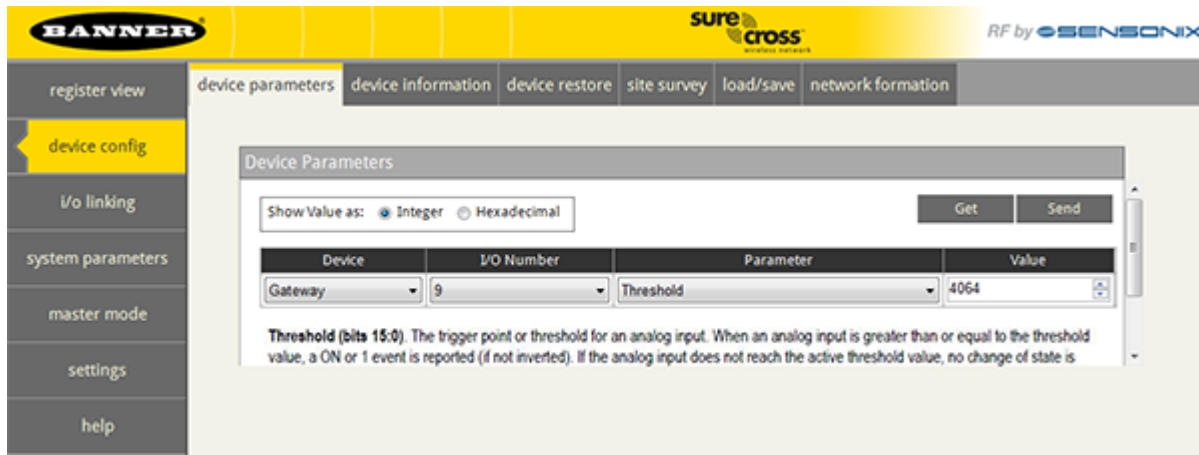 BANNER
sure cross
wireless network
RF by SENSONIX
register view
device config
i/o linking
system parameters
master mode
settings
help
device parameters device information device restore site survey load/save network formation
Device Parameters
Show Value as: Integer Hexadecimal
Get Send
Device I/O Number Parameter Value
Gateway 9 Threshold 4064
Threshold (bits 15:0). The trigger point or threshold for an analog input. When an analog input is greater than or equal to the threshold
value, a ON or 1 event is reported (if not inverted). If the analog input does not reach the active threshold value, no change of state is